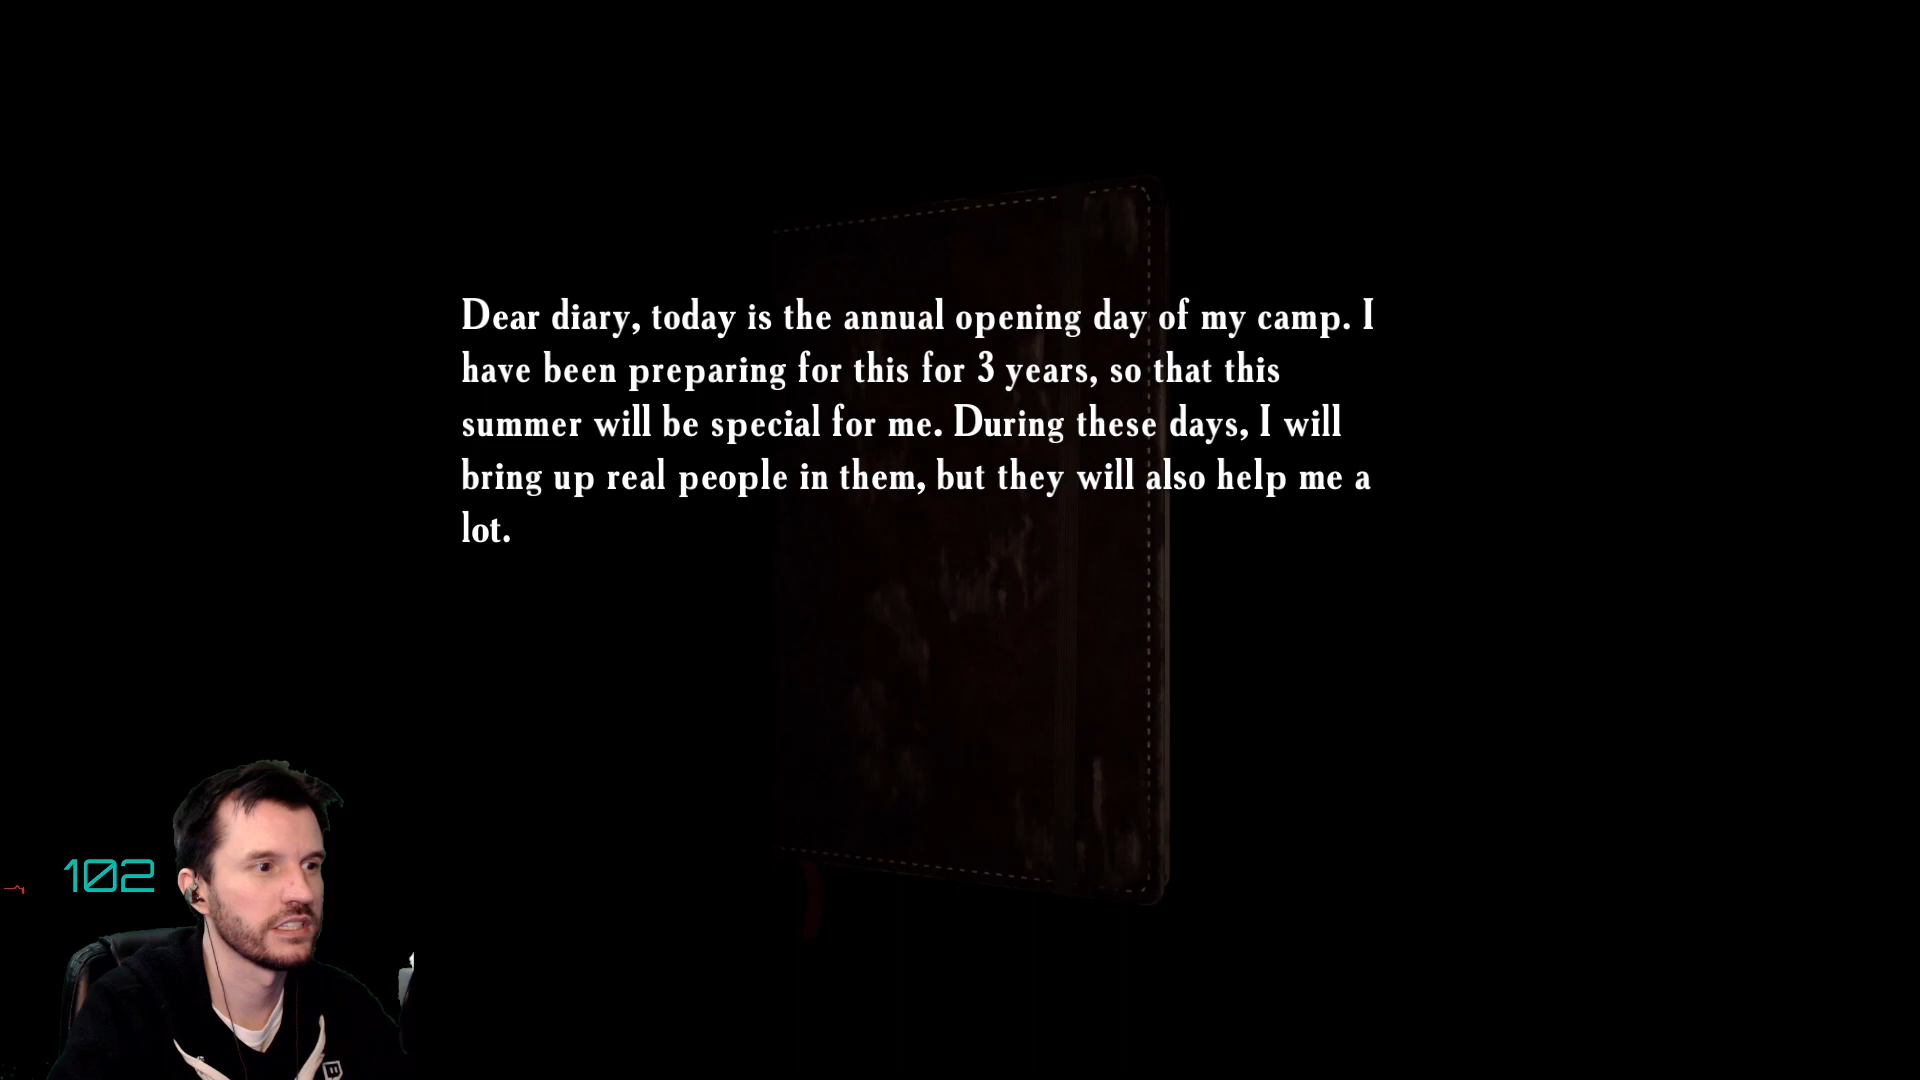 Dear diary, today is the annual opening day of my camp. I
have been preparing for this for 3 years, so that this
summer will be special for me. During these days, I will
bring up real people in them, but they will also help me a
lot.
102